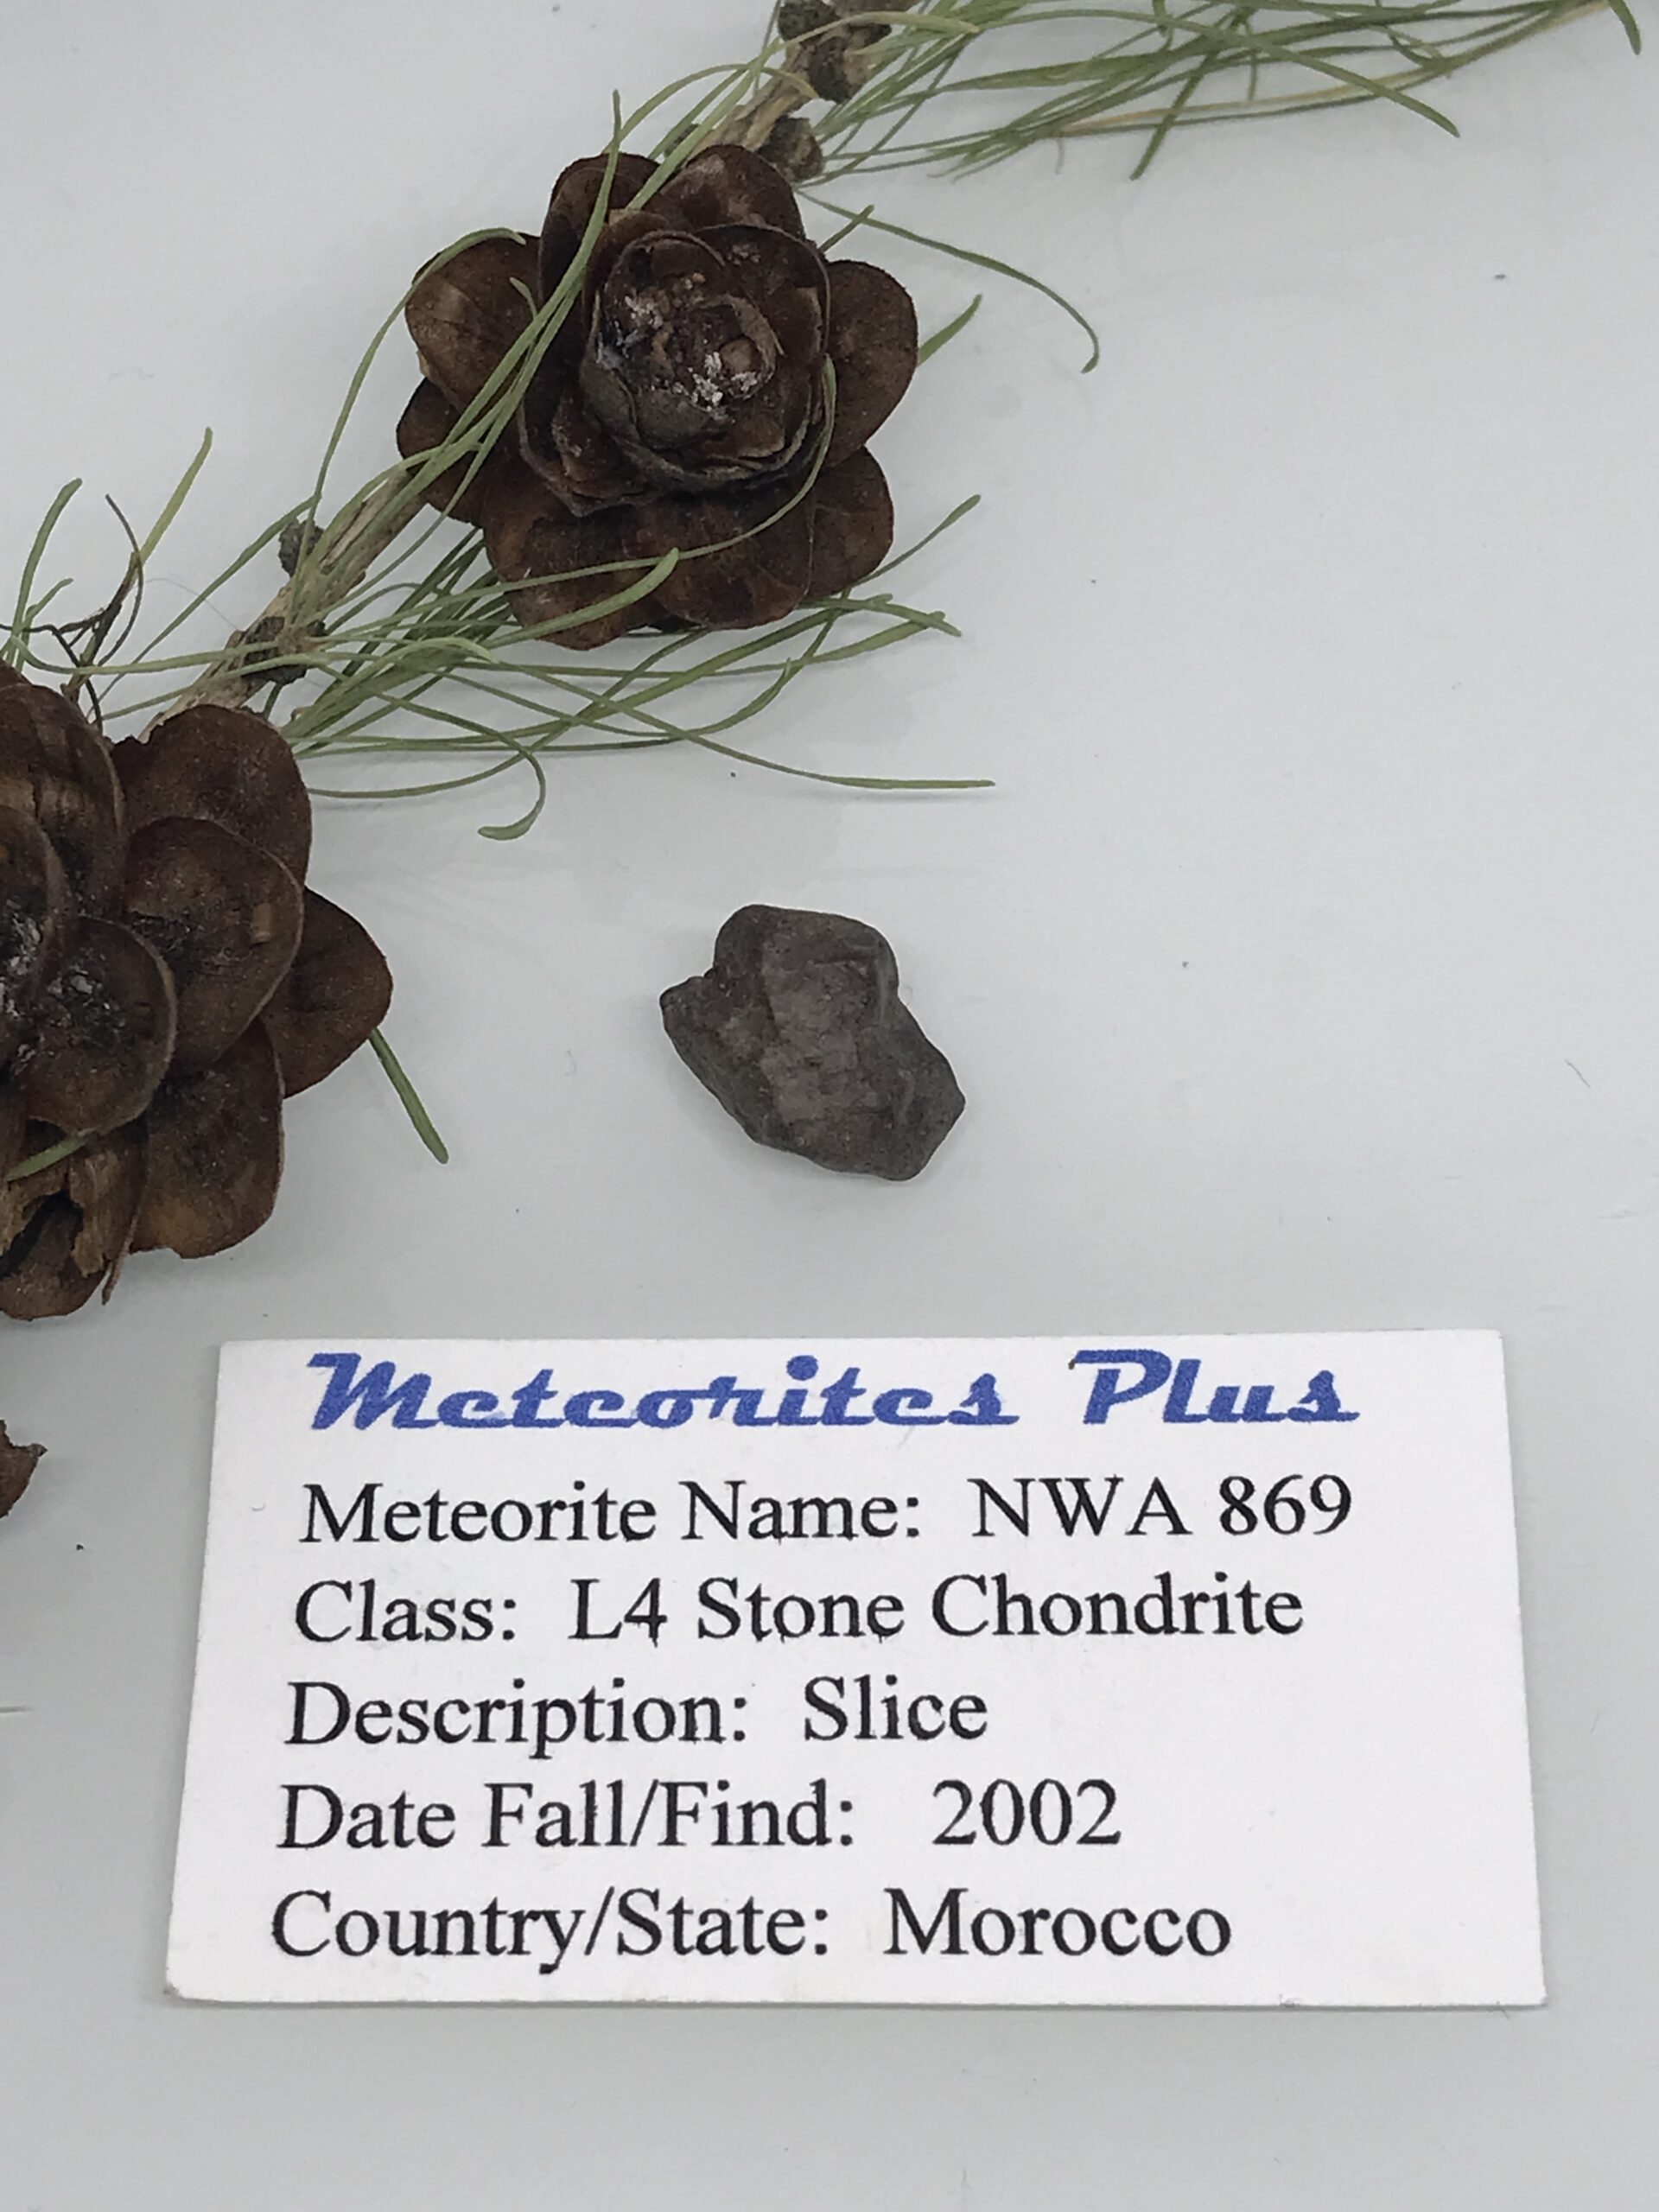 Meteorites Plus
Meteorite Name: NWA 869
Class: L4 Stone Chondrite
Description: Slice
Date Fall/Find: 2002
Country/State: Morocco